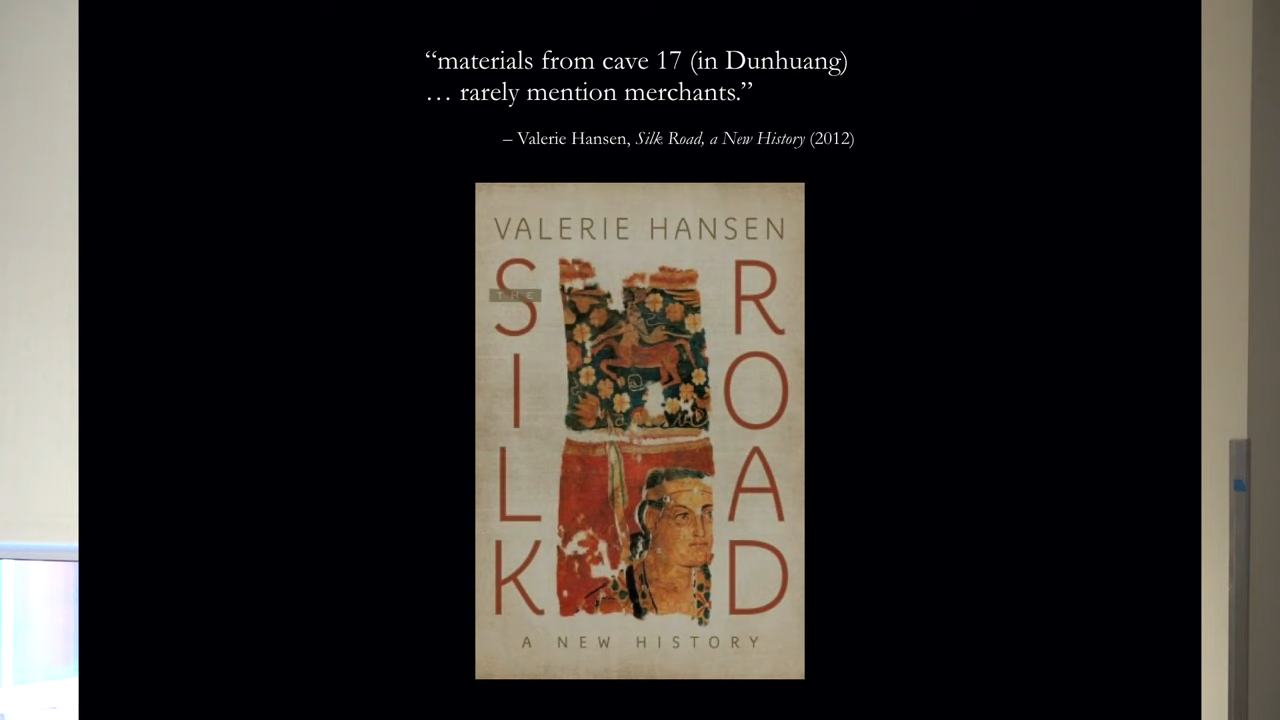 “materials from cave 17 (in Dunhuang)
… rarely mention merchants.”
– Valerie Hansen, Silk Road, a New History (2012)
VALERIE HANSEN
THE
SILK
ROAD
A NEW HISTORY